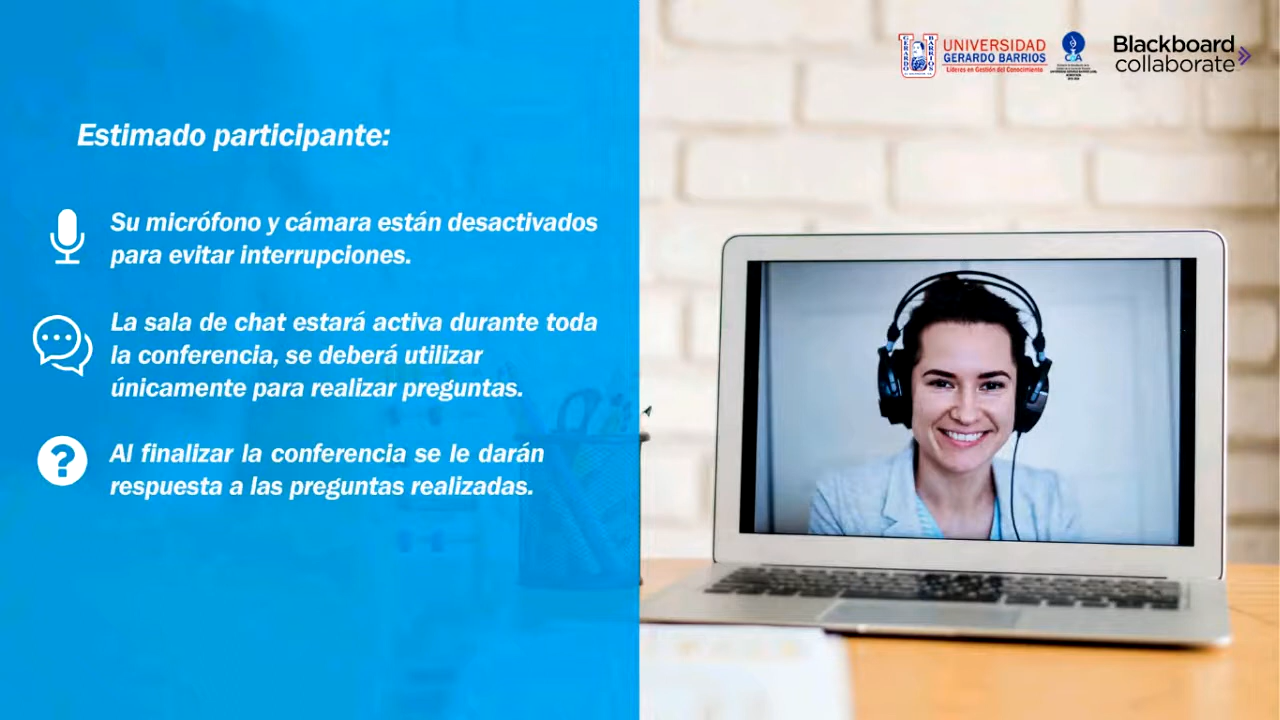 UNIVERSIDAD
GERARDO BARRIOS
Líderes en Gestión del Conocimiento
GERARDO
BARRIOS
Blackboard
collaborate
Estimado participante:
Su micrófono y cámara están desactivados
para evitar interrupciones.
La sala de chat estará activa durante toda
la conferencia, se deberá utilizar
únicamente para realizar preguntas.
Al finalizar la conferencia se le darán
respuesta a las preguntas realizadas.